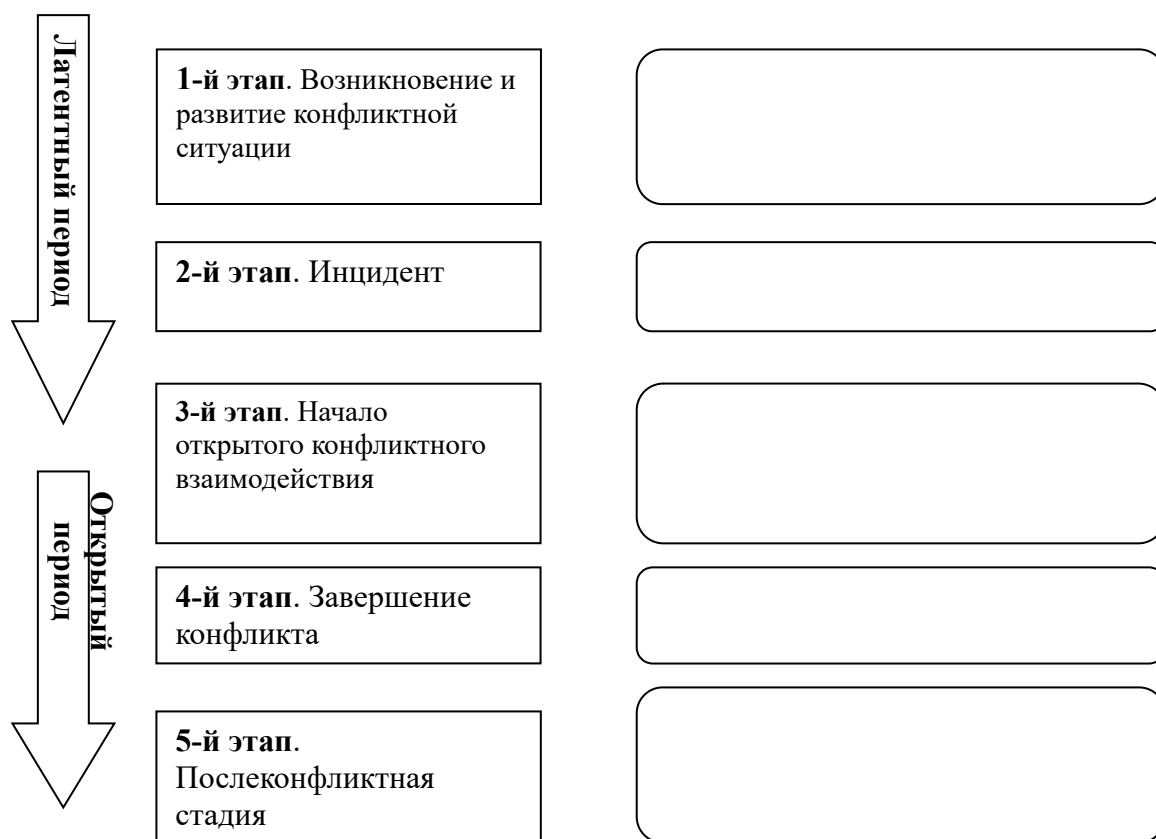 Латентный период
1-й этап. Возникновение и
развитие конфликтной
ситуации
2-й этап. Инцидент
3-й этап. Начало
открытого конфликтного
взаимодействия
Открытый
период
4-й этап. Завершение
конфликта
5-й этап.
Послеконфликтная
стадия